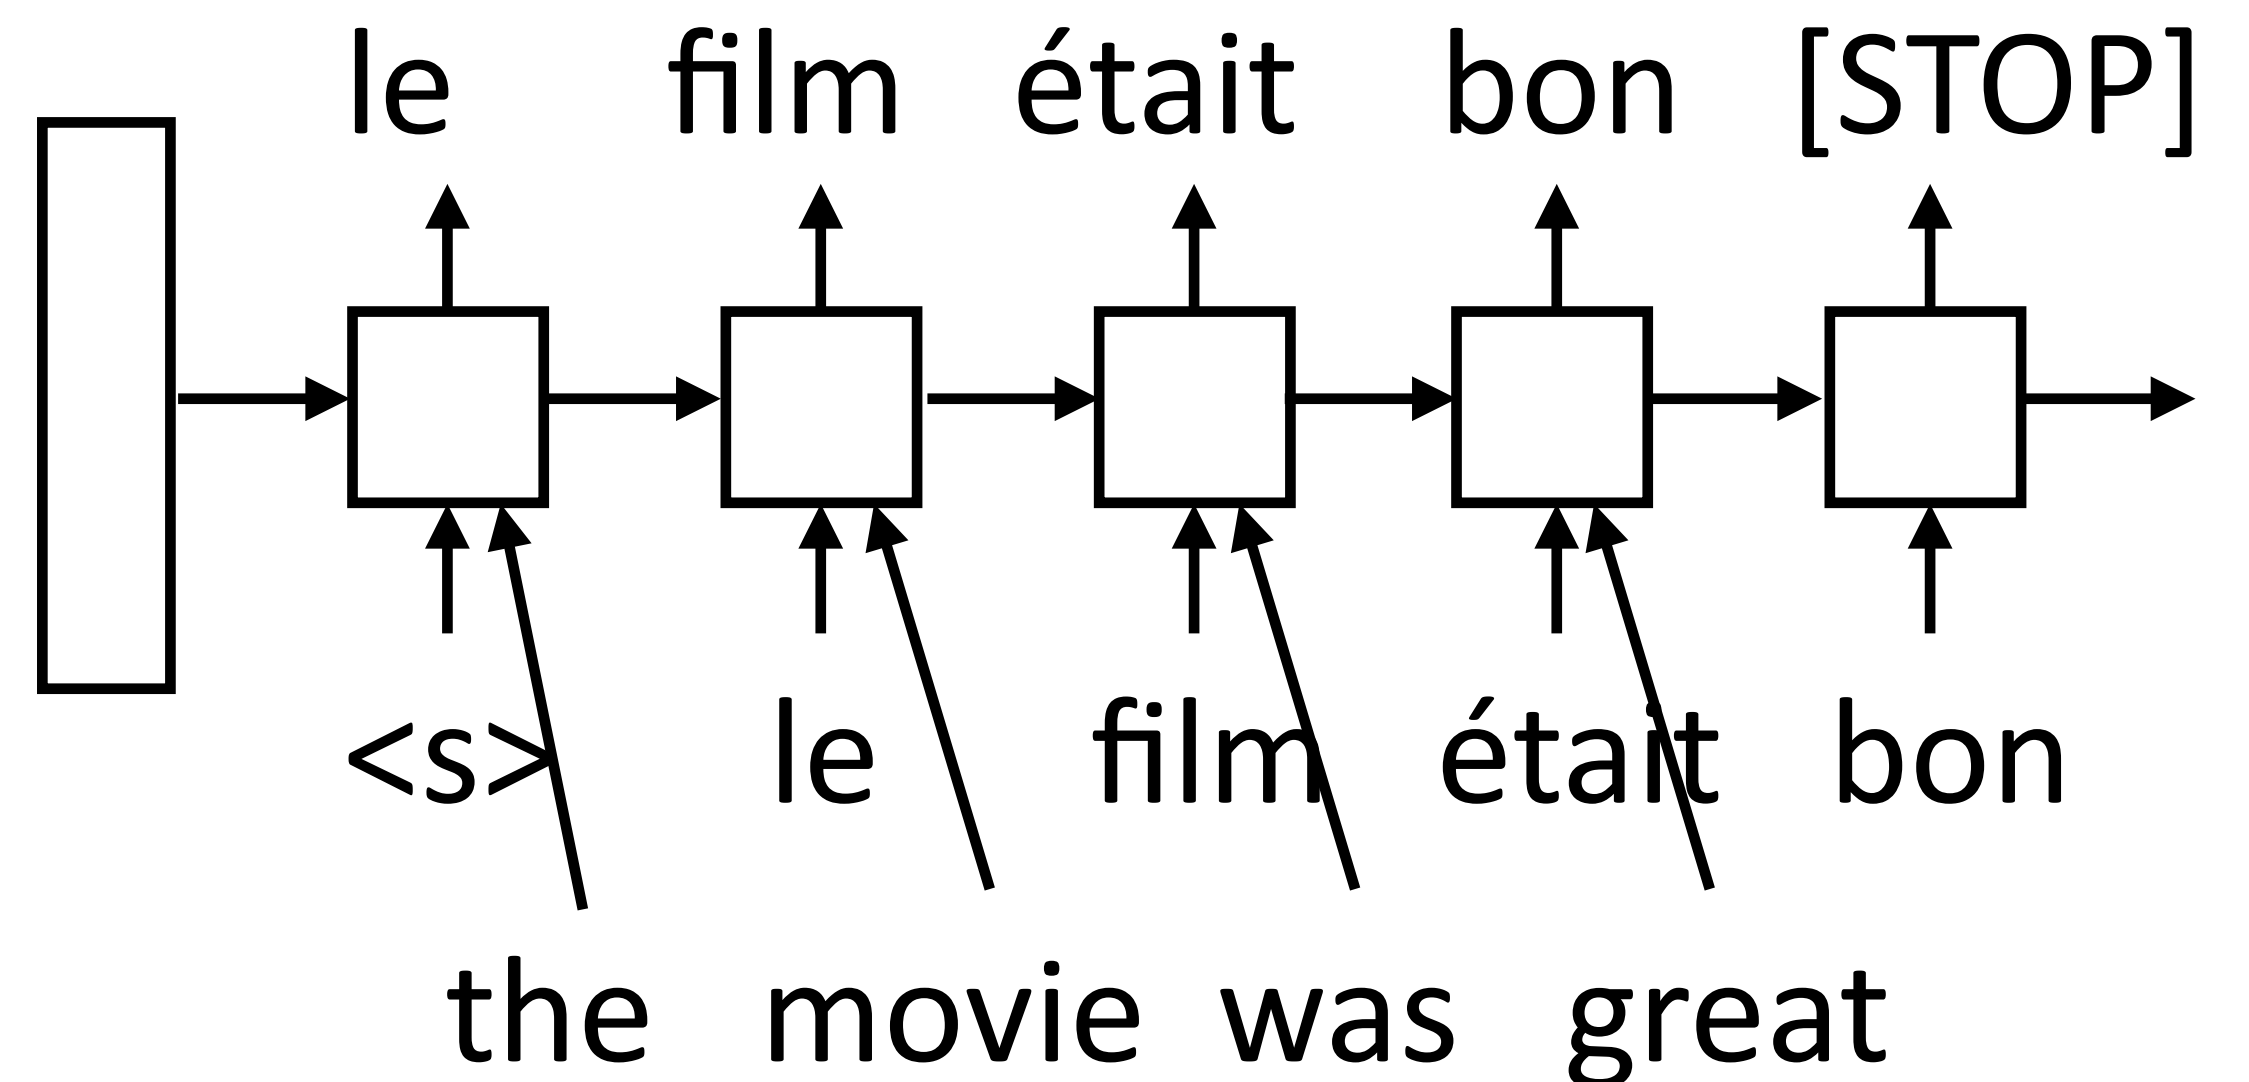 le film était bon [STOP]
<s> le film était bon
the movie was great